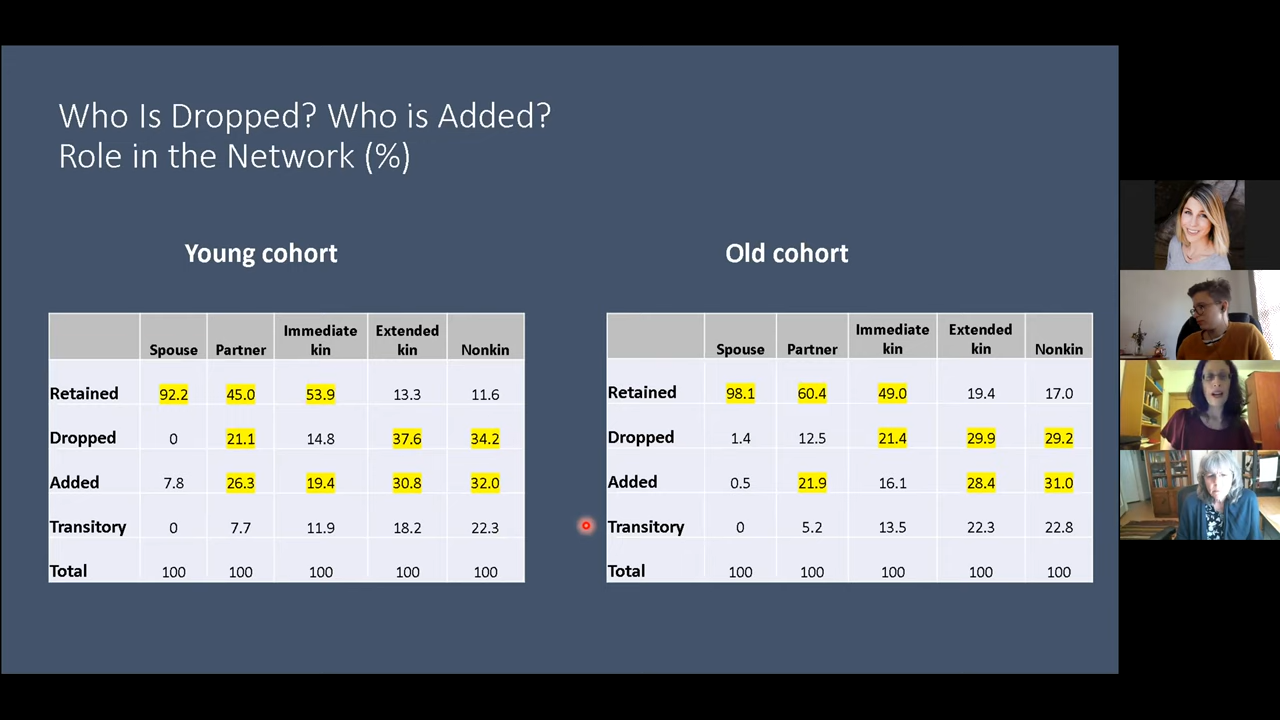 Who Is Dropped? Who is Added?
Role in the Network (%)
Young cohort
Spouse Partner Immediate kin Extended kin Nonkin
Retained 92.2 45.0 53.9 13.3 11.6
Dropped 0 21.1 14.8 37.6 34.2
Added 7.8 26.3 19.4 30.8 32.0
Transitory 0 7.7 11.9 18.2 22.3
Total 100 100 100 100 100
Old cohort
Spouse Partner Immediate kin Extended kin Nonkin
Retained 98.1 60.4 49.0 19.4 17.0
Dropped 1.4 12.5 21.4 29.9 29.2
Added 0.5 21.9 16.1 28.4 31.0
Transitory 0 5.2 13.5 22.3 22.8
Total 100 100 100 100 100